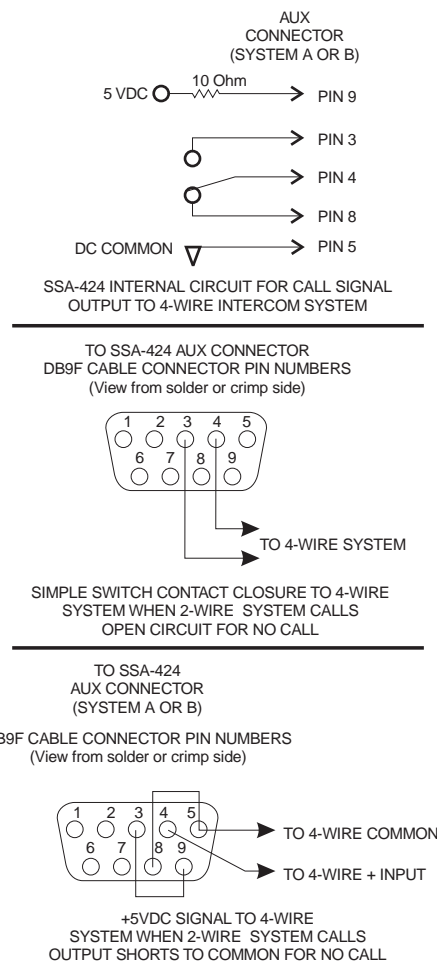 AUX
CONNECTOR
(SYSTEM A OR B)
10 Ohm
5 VDC
PIN 9
PIN 3
PIN 4
PIN 8
DC COMMON
PIN 5
SSA-424 INTERNAL CIRCUIT FOR CALL SIGNAL
OUTPUT TO 4-WIRE INTERCOM SYSTEM
TO SSA-424 AUX CONNECTOR
DB9F CABLE CONNECTOR PIN NUMBERS
(View from solder or crimp side)
1 2 3 4 5
6 7 8 9
TO 4-WIRE SYSTEM
SIMPLE SWITCH CONTACT CLOSURE TO 4-WIRE
SYSTEM WHEN 2-WIRE SYSTEM CALLS
OPEN CIRCUIT FOR NO CALL
TO SSA-424
AUX CONNECTOR
(SYSTEM A OR B)
B9F CABLE CONNECTOR PIN NUMBERS
(View from solder or crimp side)
1 2 3 4 5
6 7 8 9
TO 4-WIRE COMMON
TO 4-WIRE + INPUT
+5VDC SIGNAL TO 4-WIRE
SYSTEM WHEN 2-WIRE SYSTEM CALLS
OUTPUT SHORTS TO COMMON FOR NO CALL